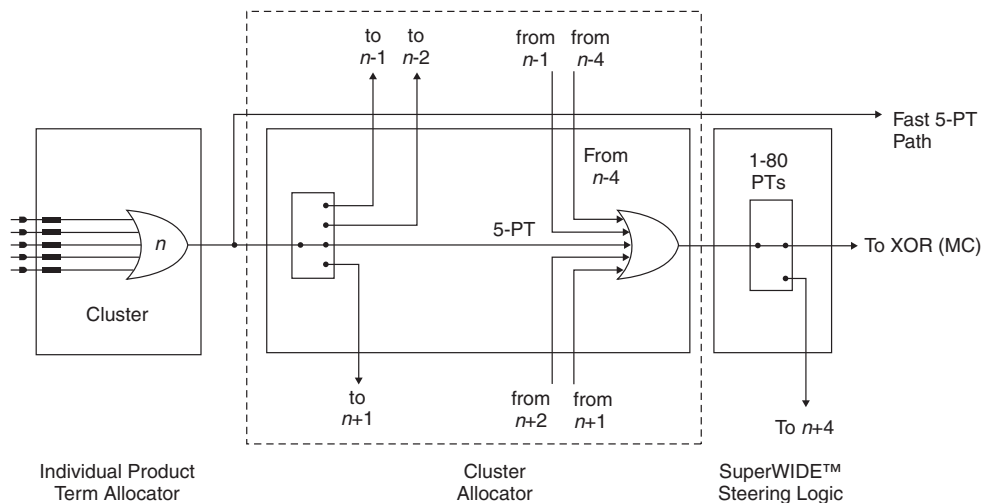 to
n-1
to
n-2
from
n-1
from
n-4
Fast 5-PT
Path
From
n-4
1-80
PTs
n
5-PT
To XOR (MC)
Cluster
to
n+1
from
n+2
from
n+1
To n+4
Individual Product
Term Allocator
Cluster
Allocator
SuperWIDE™
Steering Logic